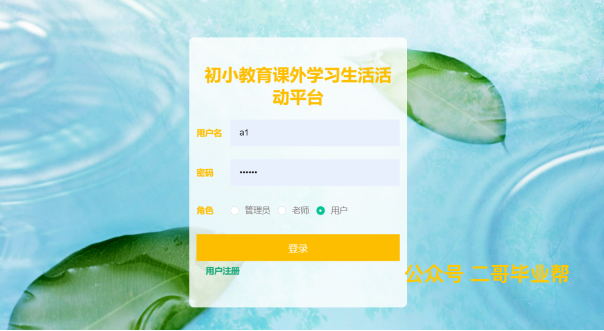 初小教育课外学习生活活
动平台
用户名 a1
密码 ••••••
角色 管理员 老师 用户
登录
用户注册
公众号 二哥毕业帮